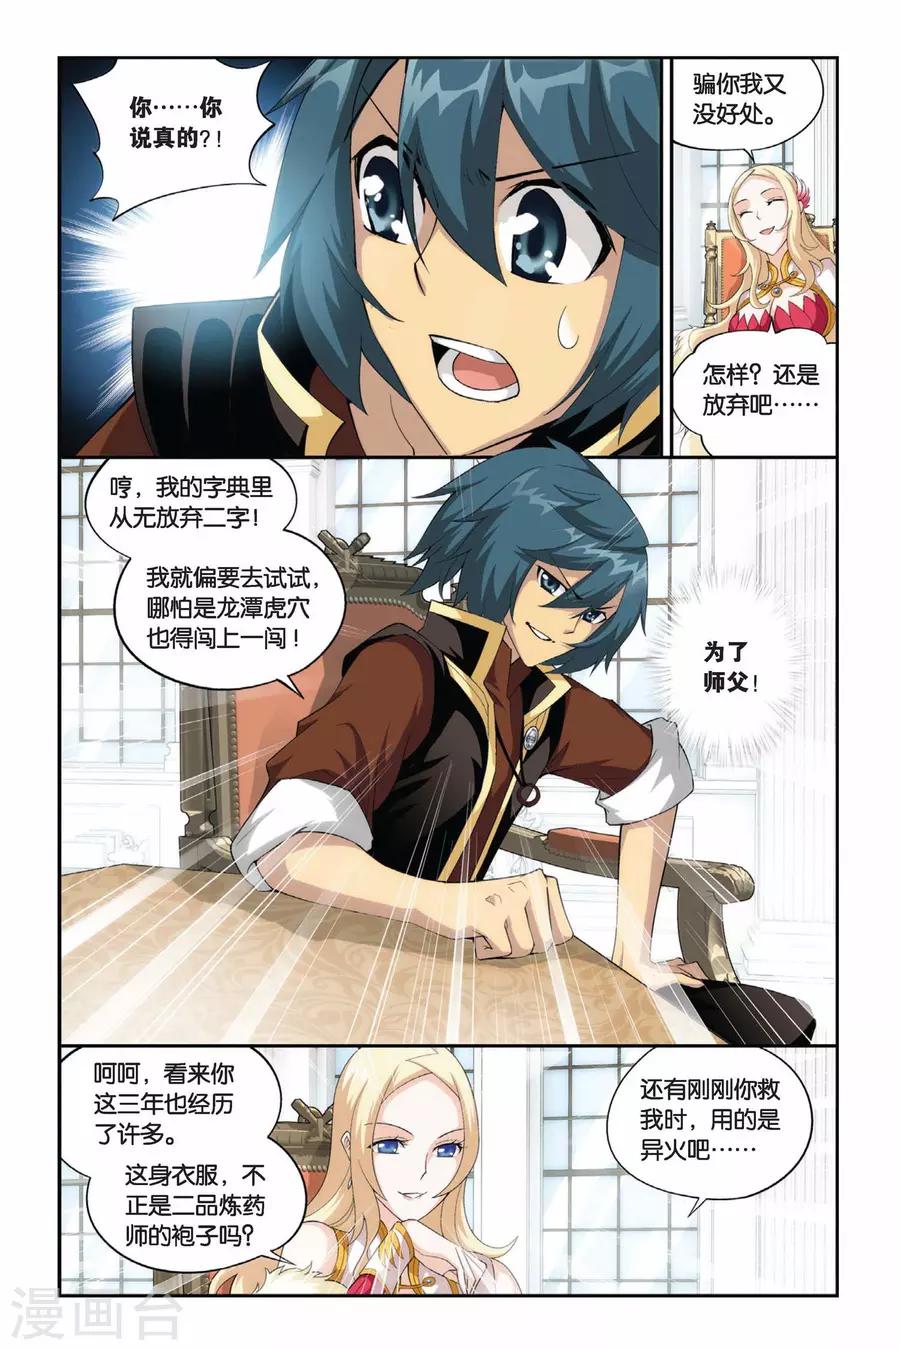 你……你
说真的?!
骗你我又
没好处。
怎样？还是
放弃吧……
哼，我的字典里
从无放弃二字！
我就偏要去试试，
哪怕是龙潭虎穴
也得闯上一闯！
为了
师父！
呵呵，看来你
这三年也经历
了许多。
这身衣服，不
正是二品炼药
师的袍子吗？
还有刚刚你救
我时，用的是
异火吧……
漫画台